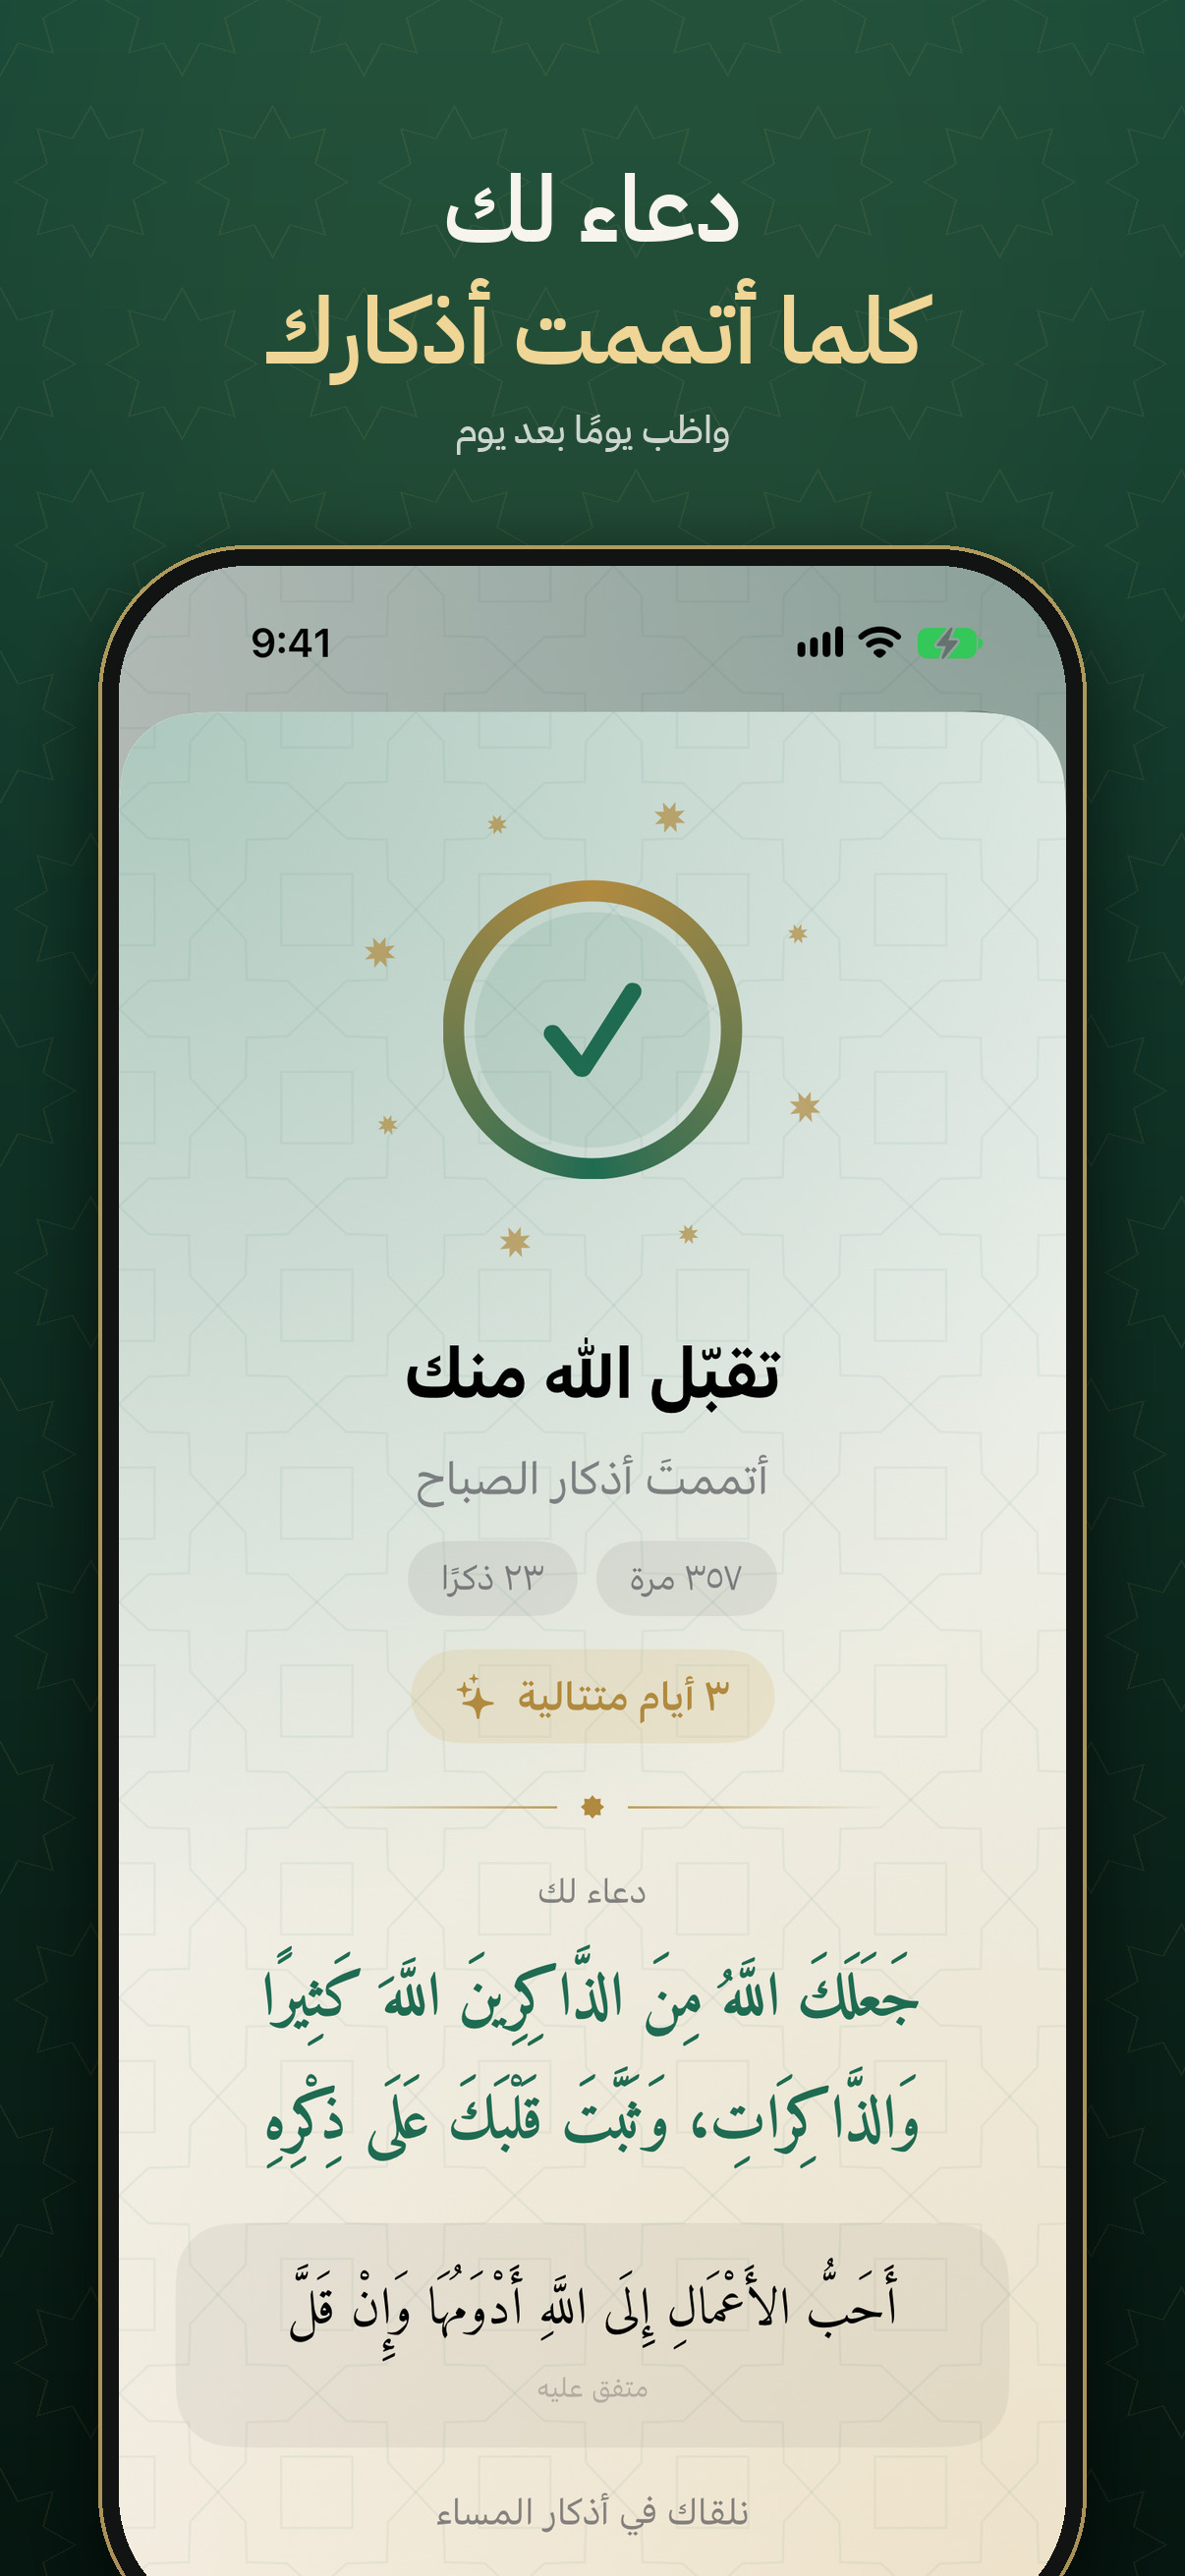 دعاء لك
كلما أتممت أذكارك
واظب يومًا بعد يوم
9:41
تقبّل الله منك
أتممتَ أذكار الصباح
٣٥٧ مرة
٢٣ ذكرًا
٣ أيام متتالية
دعاء لك
جَعَلَكَ اللَّهُ مِنَ الذَّاكِرِينَ اللَّهَ كَثِيرًا
وَالذَّاكِرَاتِ، وَثَبَّتَ قَلْبَكَ عَلَى ذِكْرِهِ
أَحَبُّ الأَعْمَالِ إِلَى اللَّهِ أَدْوَمُهَا وَإِنْ قَلَّ
متفق عليه
نلقاك في أذكار المساء